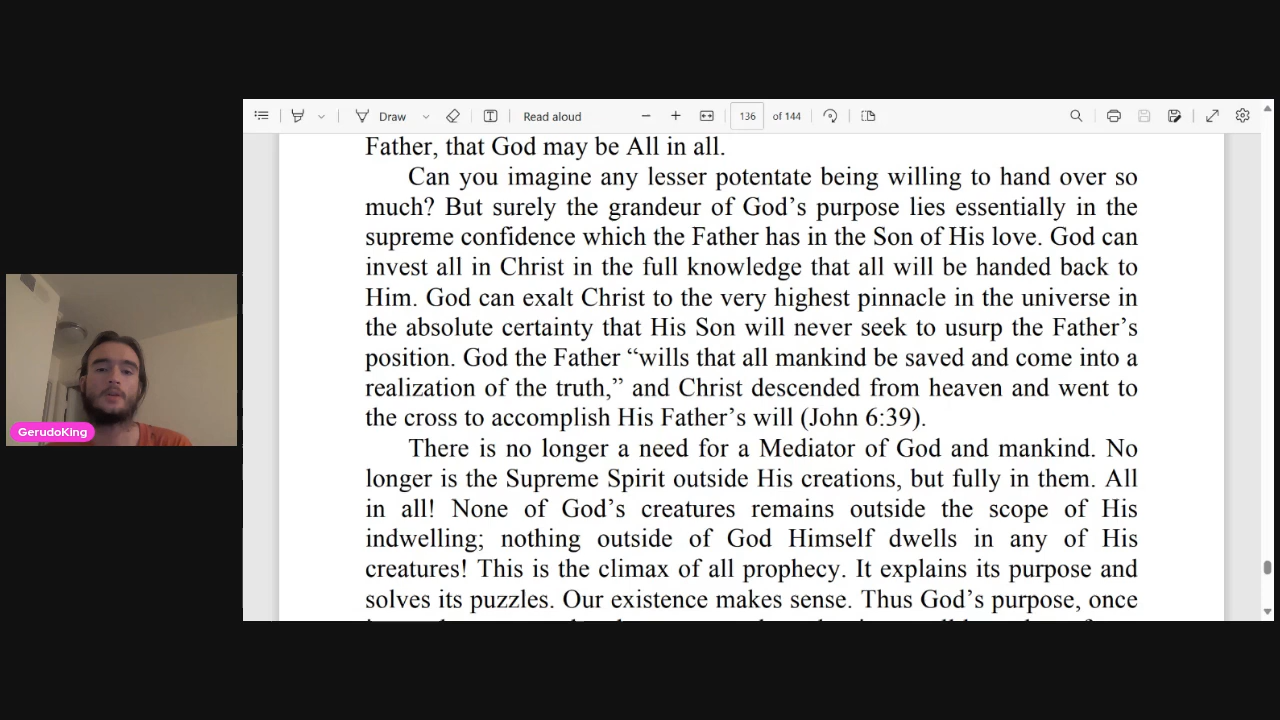 Draw
Read aloud
136
of 144
Father, that God may be All in all.
Can you imagine any lesser potentate being willing to hand over so
much? But surely the grandeur of God’s purpose lies essentially in the
supreme confidence which the Father has in the Son of His love. God can
invest all in Christ in the full knowledge that all will be handed back to
Him. God can exalt Christ to the very highest pinnacle in the universe in
the absolute certainty that His Son will never seek to usurp the Father’s
position. God the Father “wills that all mankind be saved and come into a
realization of the truth,” and Christ descended from heaven and went to
the cross to accomplish His Father’s will (John 6:39).
There is no longer a need for a Mediator of God and mankind. No
longer is the Supreme Spirit outside His creations, but fully in them. All
in all! None of God’s creatures remains outside the scope of His
indwelling; nothing outside of God Himself dwells in any of His
creatures! This is the climax of all prophecy. It explains its purpose and
solves its puzzles. Our existence makes sense. Thus God’s purpose, once
GerudoKing